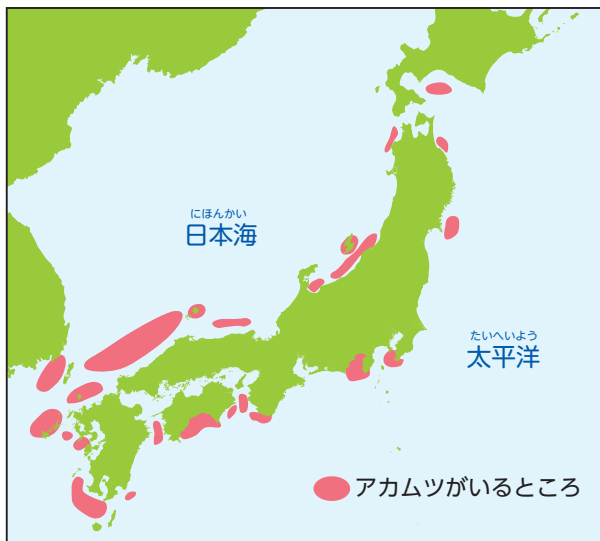 にほんかい
日本海
たいへいよう
太平洋
アカムツがいるところ